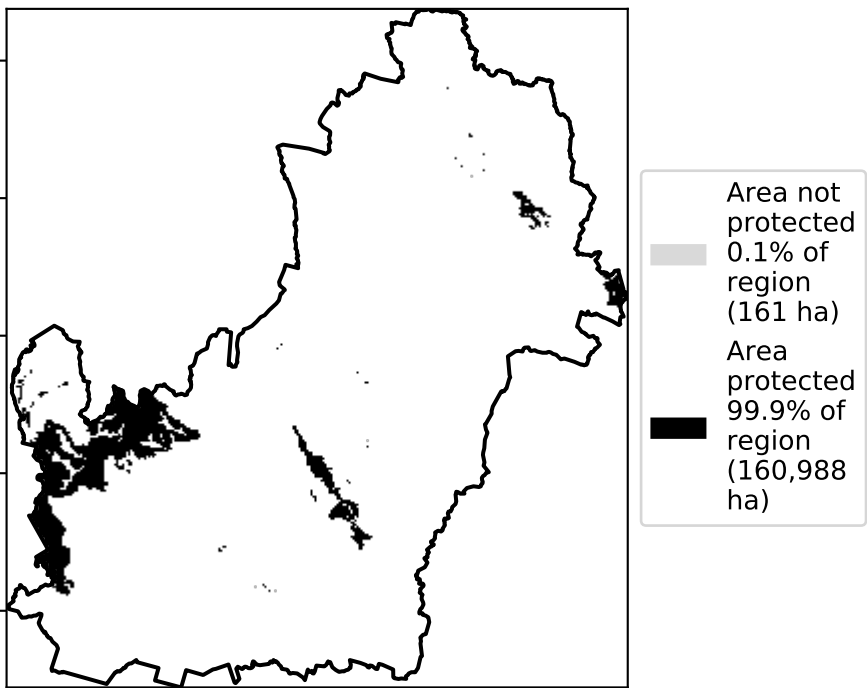 Area not
protected
0.1% of
region
(161 ha)
Area
protected
99.9% of
region
(160,988
ha)